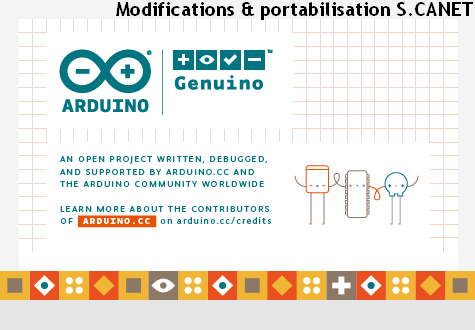 Modifications & portabilisation S.CANET
ARDUINO
Genuino
AN OPEN PROJECT WRITTEN, DEBUGGED,
AND SUPPORTED BY ARDUINO.CC AND
THE ARDUINO COMMUNITY WORLDWIDE
LEARN MORE ABOUT THE CONTRIBUTORS
OF ARDUINO.CC on arduino.cc/credits